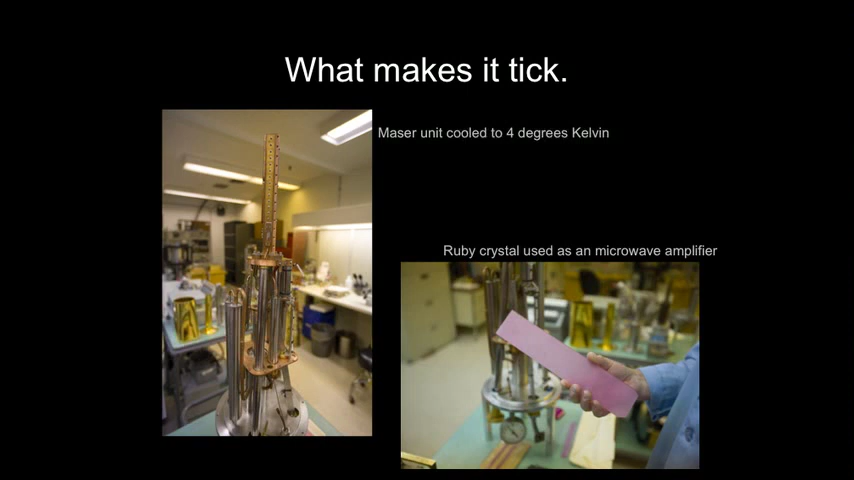 What makes it tick.
Maser unit cooled to 4 degrees Kelvin
Ruby crystal used as an microwave amplifier